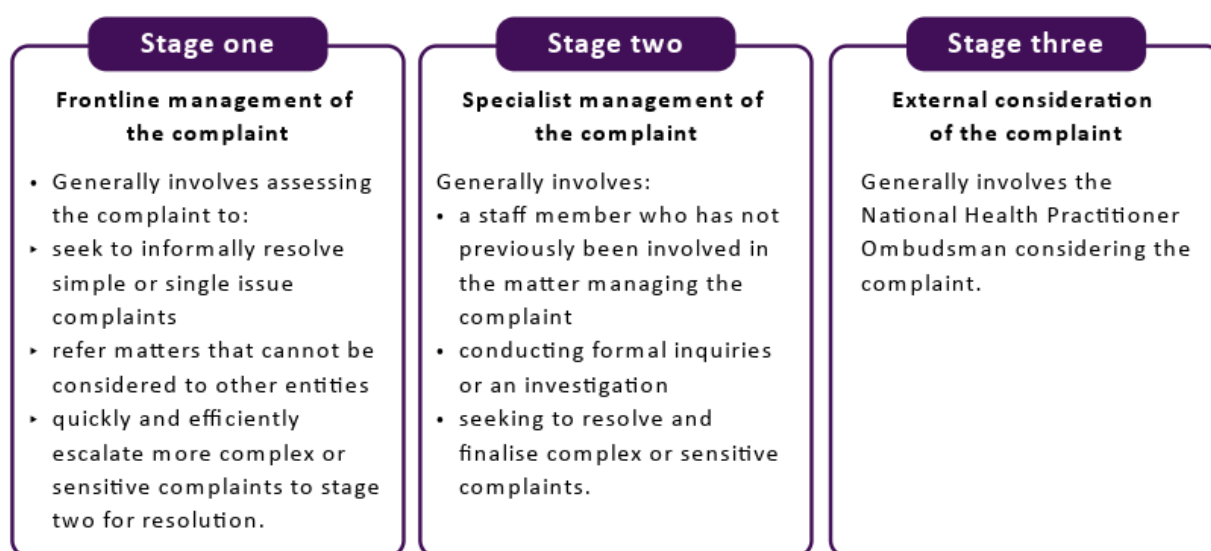 Stage one
Frontline management of
the complaint
• Generally involves assessing
the complaint to:
‣ seek to informally resolve
simple or single issue
complaints
‣ refer matters that cannot be
considered to other entities
‣ quickly and efficiently
escalate more complex or
sensitive complaints to stage
two for resolution.
Stage two
Specialist management of
the complaint
Generally involves:
• a staff member who has not
previously been involved in
the matter managing the
complaint
• conducting formal inquiries
or an investigation
• seeking to resolve and
finalise complex or sensitive
complaints.
Stage three
External consideration
of the complaint
Generally involves the
National Health Practitioner
Ombudsman considering the
complaint.